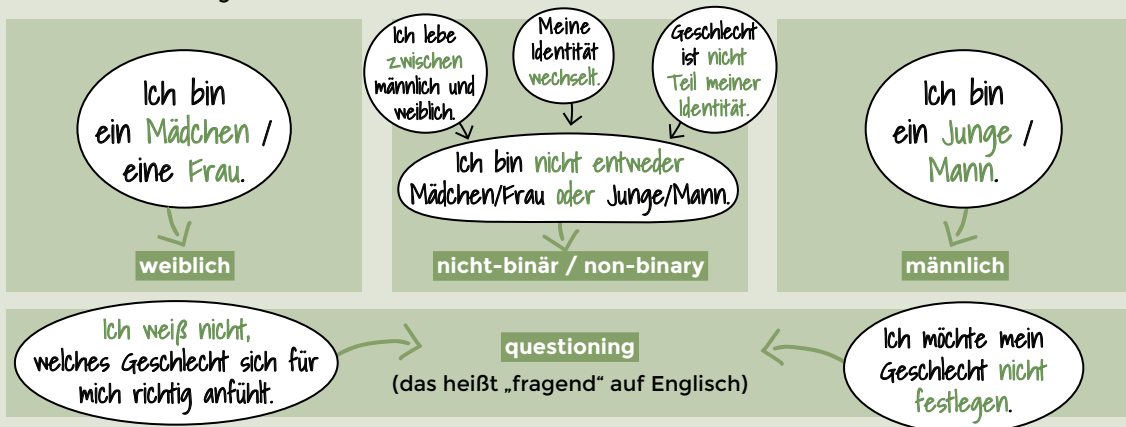 Ich bin
ein Mädchen /
eine Frau.
weiblich
Ich lebe
zwischen
männlich und
weiblich.
Meine
Identität
wechselt.
Geschlecht
ist nicht
Teil meiner
Identität.
Ich bin nicht entweder
Mädchen/Frau oder Junge/Mann.
nicht-binär / non-binary
Ich bin
ein Junge /
Mann.
männlich
Ich weiß nicht,
welches Geschlecht sich für
mich richtig anfühlt.
questioning
(das heißt „fragend“ auf Englisch)
Ich möchte mein
Geschlecht nicht
festlegen.